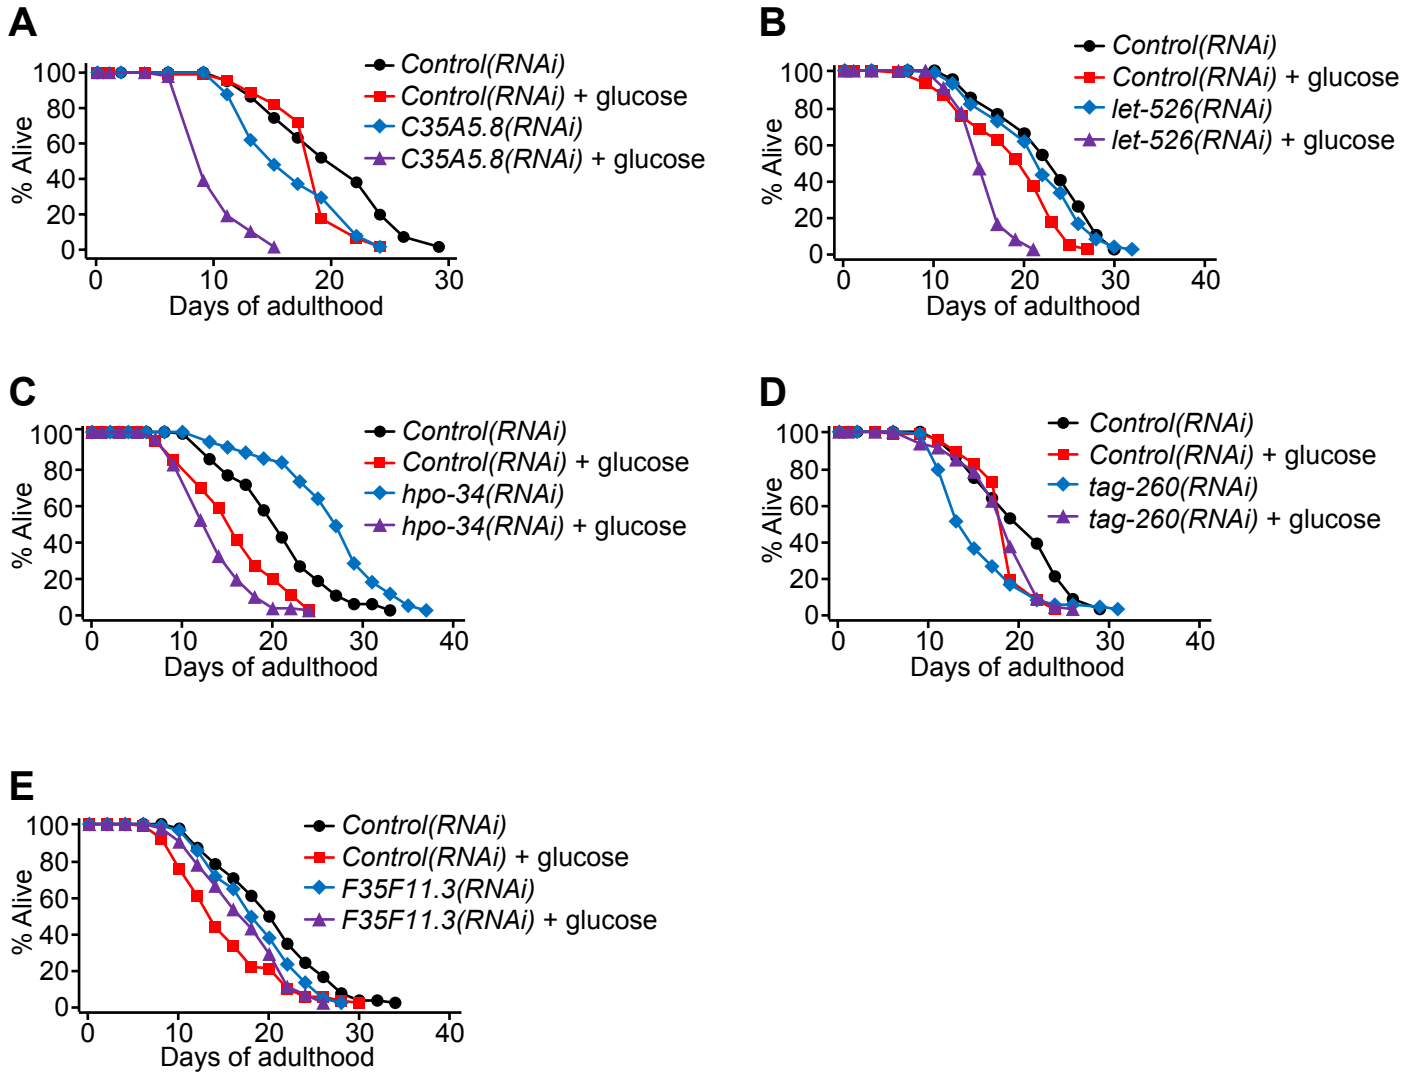 A
% Alive
100
80
60
40
20
0
0 10 20 30
Days of adulthood
Control(RNAi)
Control(RNAi) + glucose
C35A5.8(RNAi)
C35A5.8(RNAi) + glucose
B
% Alive
100
80
60
40
20
0
0 10 20 30 40
Days of adulthood
Control(RNAi)
Control(RNAi) + glucose
let-526(RNAi)
let-526(RNAi) + glucose
C
% Alive
100
80
60
40
20
0
0 10 20 30 40
Days of adulthood
Control(RNAi)
Control(RNAi) + glucose
hpo-34(RNAi)
hpo-34(RNAi) + glucose
D
% Alive
100
80
60
40
20
0
0 10 20 30 40
Days of adulthood
Control(RNAi)
Control(RNAi) + glucose
tag-260(RNAi)
tag-260(RNAi) + glucose
E
% Alive
100
80
60
40
20
0
0 10 20 30 40
Days of adulthood
Control(RNAi)
Control(RNAi) + glucose
F35F11.3(RNAi)
F35F11.3(RNAi) + glucose